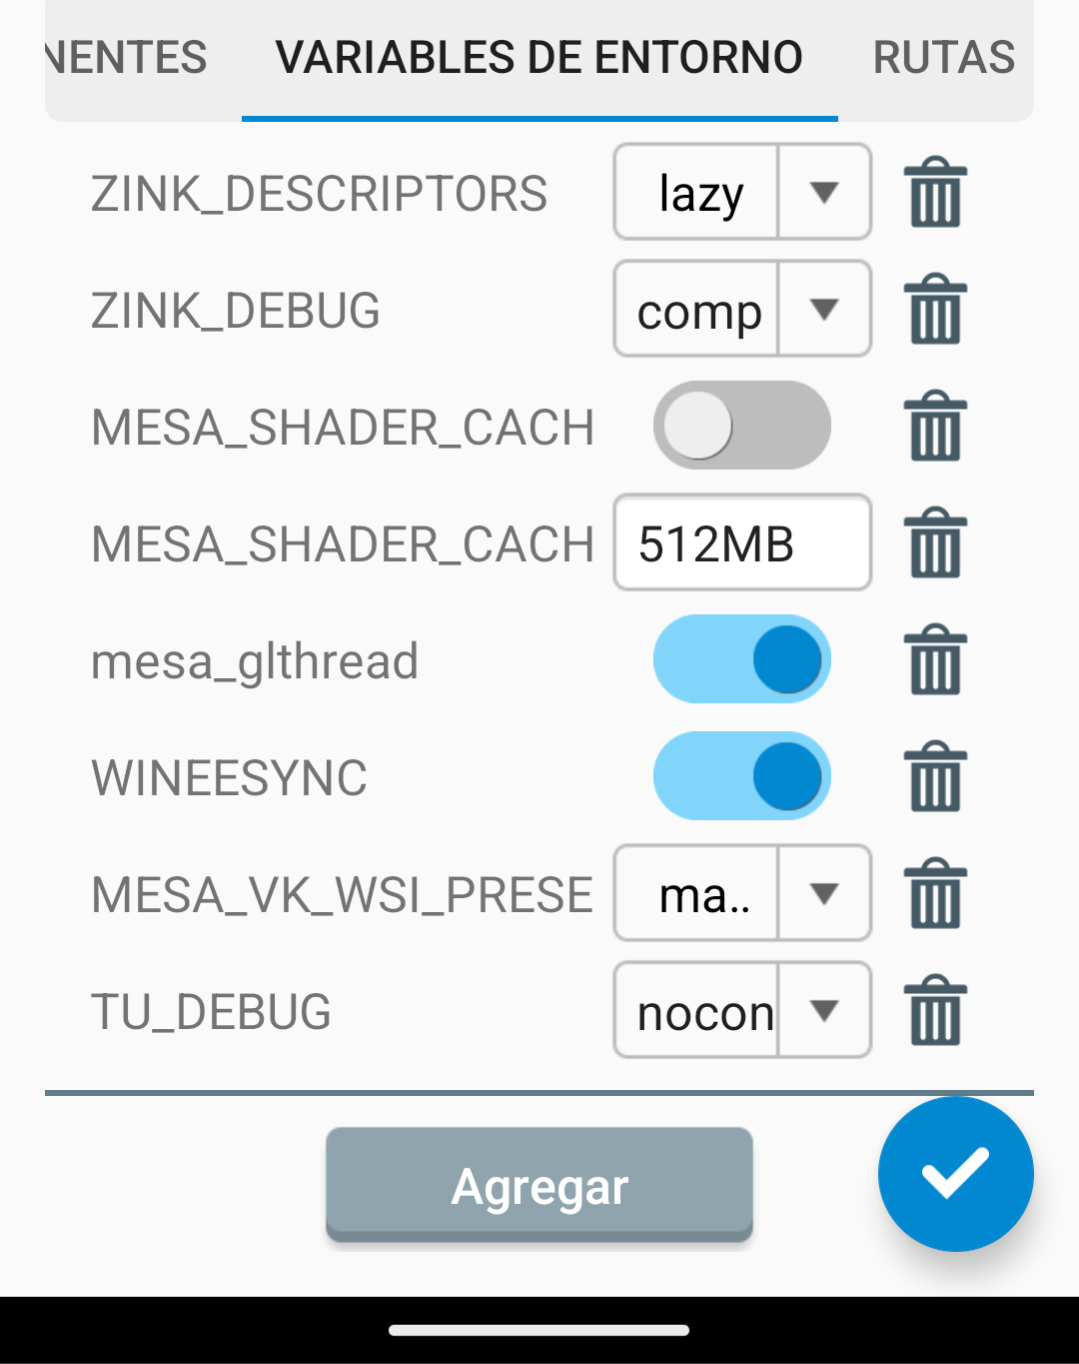 NENTES VARIABLES DE ENTORNO RUTAS
ZINK_DESCRIPTORS lazy
ZINK_DEBUG comp
MESA_SHADER_CACH
MESA_SHADER_CACH 512MB
mesa_glthread
WINEESYNC
MESA_VK_WSI_PRESE ma..
TU_DEBUG nocon
Agregar